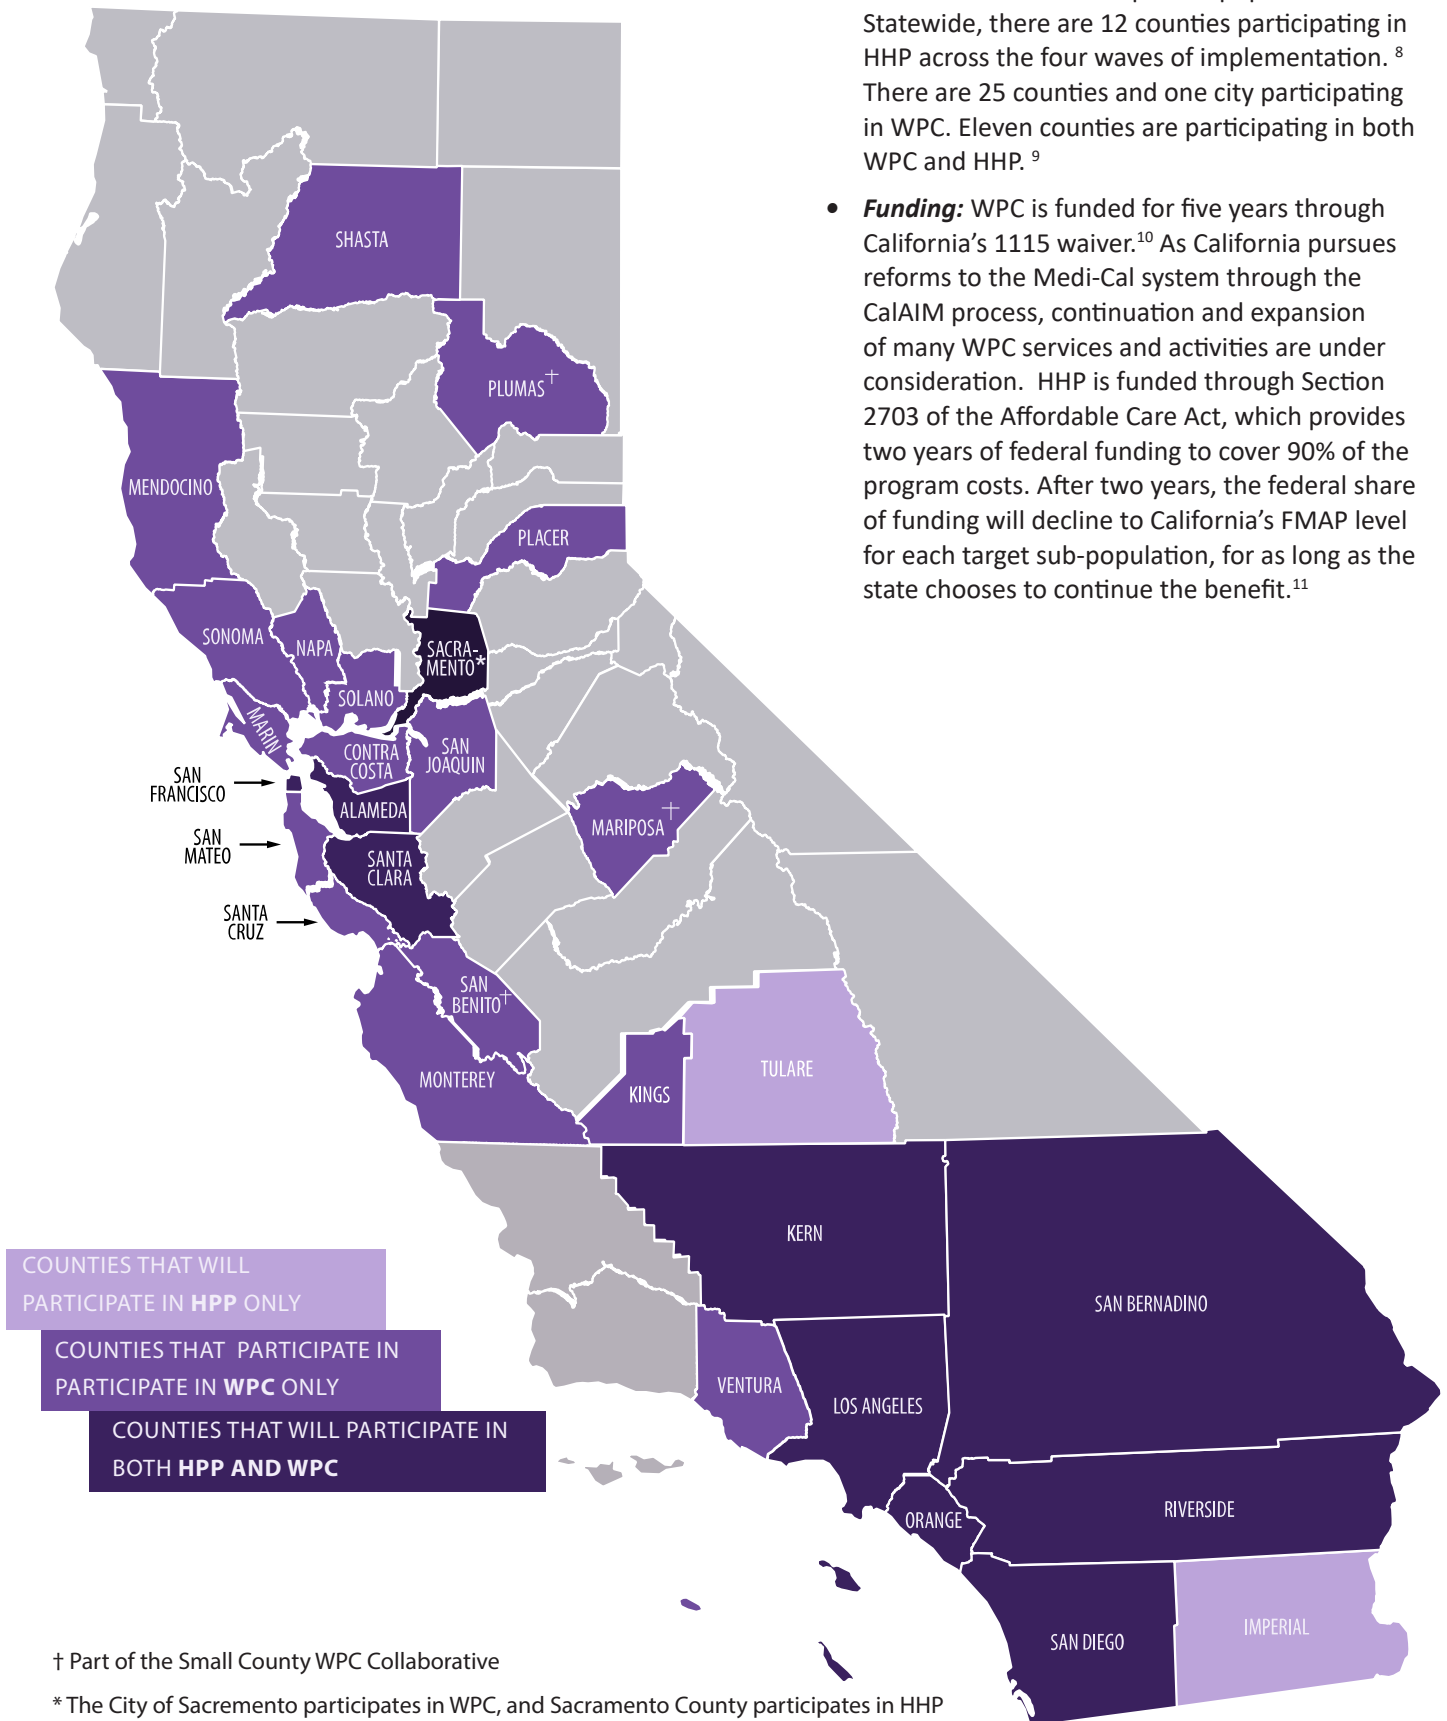 Statewide, there are 12 counties participating in
HHP across the four waves of implementation. 8
There are 25 counties and one city participating
in WPC. Eleven counties are participating in both
WPC and HHP. 9
• Funding: WPC is funded for five years through
California’s 1115 waiver.10 As California pursues
reforms to the Medi-Cal system through the
CalAIM process, continuation and expansion
of many WPC services and activities are under
consideration. HHP is funded through Section
2703 of the Affordable Care Act, which provides
two years of federal funding to cover 90% of the
program costs. After two years, the federal share
of funding will decline to California’s FMAP level
for each target sub-population, for as long as the
state chooses to continue the benefit.11
SHASTA
PLUMAS†
MENDOCINO
PLACER
SONOMA
NAPA
SACRA-
MENTO*
SOLANO
MARIN
CONTRA
COSTA
SAN
JOAQUIN
SAN
FRANCISCO
ALAMEDA
MARIPOSA†
SAN
MATEO
SANTA
CLARA
SANTA
CRUZ
SAN
BENITO†
MONTEREY
KINGS
TULARE
KERN
SAN BERNADINO
VENTURA
LOS ANGELES
ORANGE
RIVERSIDE
SAN DIEGO
IMPERIAL
COUNTIES THAT WILL
PARTICIPATE IN HPP ONLY
COUNTIES THAT PARTICIPATE IN
PARTICIPATE IN WPC ONLY
COUNTIES THAT WILL PARTICIPATE IN
BOTH HPP AND WPC
† Part of the Small County WPC Collaborative
* The City of Sacremento participates in WPC, and Sacramento County participates in HHP